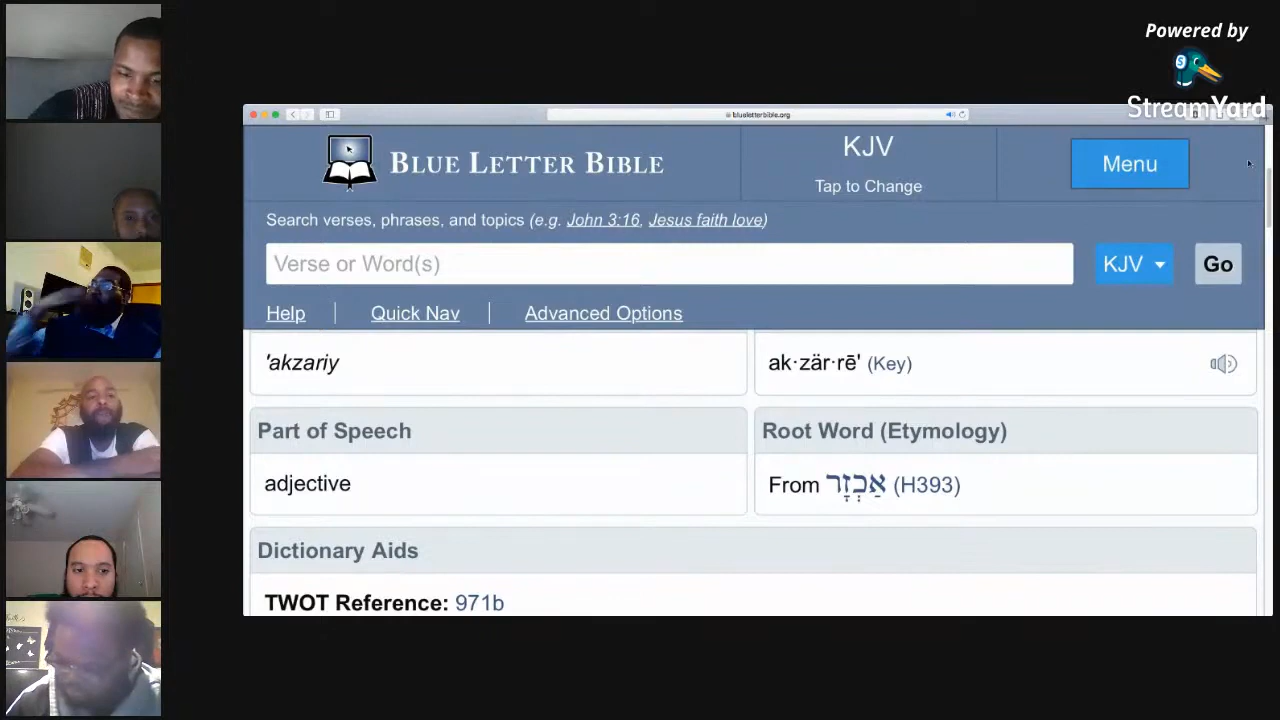 Powered by
StreamYard
blueletterbible.org
BLUE LETTER BIBLE
KJV
Tap to Change
Menu
Search verses, phrases, and topics (e.g. John 3:16, Jesus faith love)
Verse or Word(s)
KJV
Go
Help
Quick Nav
Advanced Options
'akzariy
ak·zär·rē' (Key)
Part of Speech
Root Word (Etymology)
adjective
From אַכְזָר (H393)
Dictionary Aids
TWOT Reference: 971b